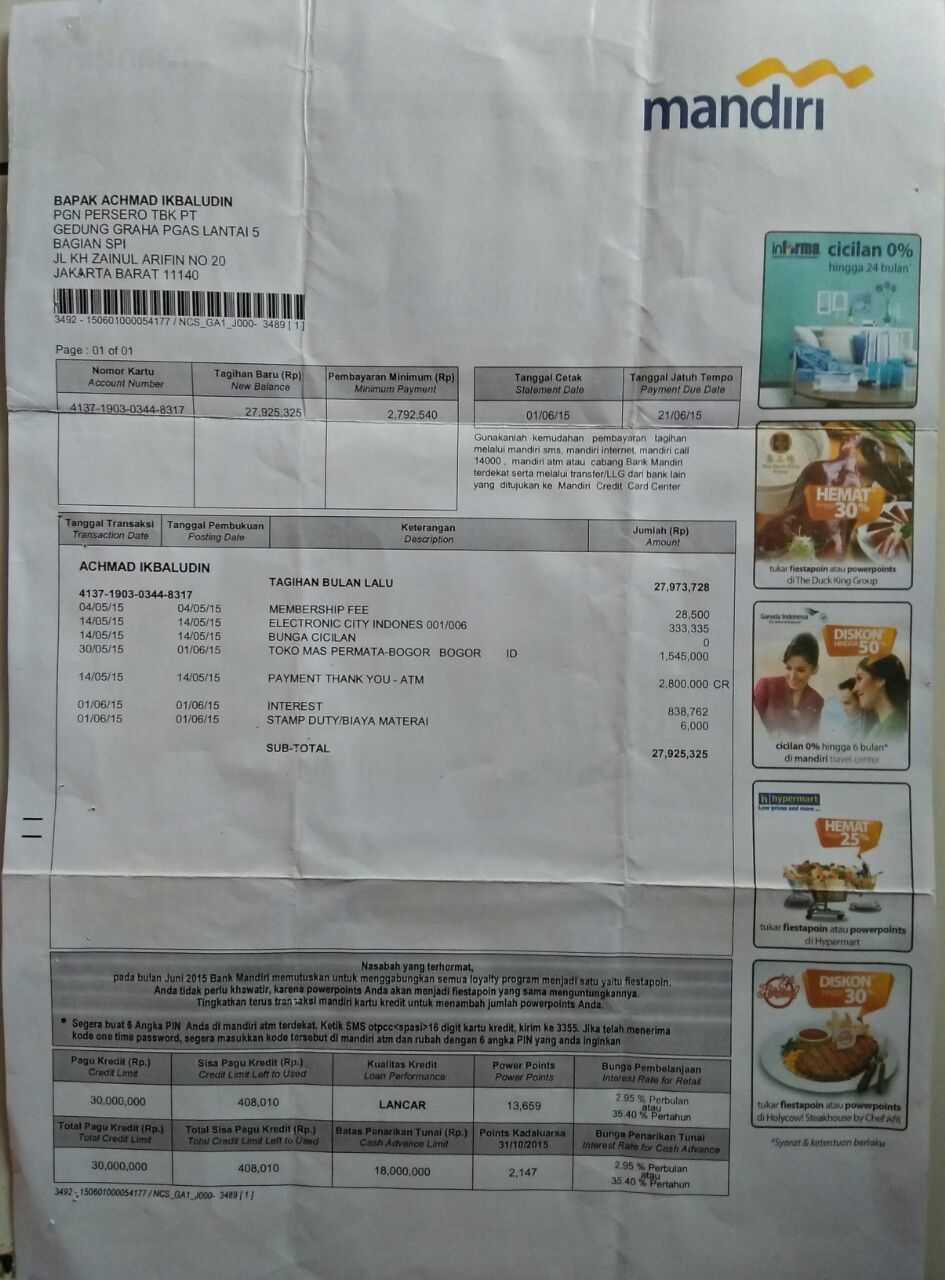 mandiri
BAPAK ACHMAD IKBALUDIN
PGN PERSERO TBK PT
GEDUNG GRAHA PGAS LANTAI 5
BAGIAN SPI
JL KH ZAINUL ARIFIN NO 20
JAKARTA BARAT 11140
3492 - 150601000054177 / NCS_GA1_J000- 3489 [ 1 ]
Page : 01 of 01
Nomor Kartu Tagihan Baru (Rp) Pembayaran Minimum (Rp)
Account Number New Balance Minimum Payment
4137-1903-0344-8317 27,925,325 2,792,540
Tanggal Cetak Tanggal Jatuh Tempo
Statement Date Payment Due Date
01/06/15 21/06/15
Gunakanlah kemudahan pembayaran tagihan
melalui mandiri sms, mandiri internet, mandiri call
14000 , mandiri atm atau cabang Bank Mandiri
terdekat serta melalui transfer/LLG dari bank lain
yang ditujukan ke Mandiri Credit Card Center
Tanggal Transaksi Tanggal Pembukuan Keterangan Jumlah (Rp)
Transaction Date Posting Date Description Amount
ACHMAD IKBALUDIN
TAGIHAN BULAN LALU 27,973,728
4137-1903-0344-8317
04/05/15 04/05/15 MEMBERSHIP FEE 28,500
14/05/15 14/05/15 ELECTRONIC CITY INDONES 001/006 333,335
14/05/15 14/05/15 BUNGA CICILAN 0
30/05/15 01/06/15 TOKO MAS PERMATA-BOGOR BOGOR ID 1,545,000
14/05/15 14/05/15 PAYMENT THANK YOU - ATM 2,800,000 CR
01/06/15 01/06/15 INTEREST 838,762
01/06/15 01/06/15 STAMP DUTY/BIAYA MATERAI 6,000
SUB-TOTAL 27,925,325
Nasabah yang terhormat,
pada bulan Juni 2015 Bank Mandiri memutuskan untuk menggabungkan semua loyalty program menjadi satu yaitu fiestapoin.
Anda tidak perlu khawatir, karena powerpoints Anda akan menjadi fiestapoin yang sama menguntungkannya.
Tingkatkan terus transaksi mandiri kartu kredit untuk menambah jumlah powerpoints Anda.
• Segera buat 6 Angka PIN Anda di mandiri atm terdekat. Ketik SMS otpcc<spasi>16 digit kartu kredit, kirim ke 3355. Jika telah menerima
kode one time password, segera masukkan kode tersebut di mandiri atm dan rubah dengan 6 angka PIN yang anda inginkan
Pagu Kredit (Rp.) Sisa Pagu Kredit (Rp.) Kualitas Kredit Power Points Bunga Pembelanjaan
Credit Limit Credit Limit Left to Used Loan Performance Power Points Interest Rate for Retail
30,000,000 408,010 LANCAR 13,659 2.95 % Perbulan
atau
35.40 % Pertahun
Total Pagu Kredit (Rp.) Total Sisa Pagu Kredit (Rp.) Batas Penarikan Tunai (Rp.) Points Kadaluarsa Bunga Penarikan Tunai
Total Credit Limit Total Credit Limit Left to Used Cash Advance Limit 31/10/2015 Interest Rate for Cash Advance
30,000,000 408,010 18,000,000 2,147 2.95 % Perbulan
atau
35.40 % Pertahun
3492 - 150601000054177 / NCS_GA1_J000- 3489 [ 1 ]
informa cicilan 0%
hingga 24 bulan*
HEMAT*
hingga
30%
tukar fiestapoin atau powerpoints
di The Duck King Group
Garuda Indonesia
DISKON*
HINGGA 50%
cicilan 0% hingga 6 bulan*
di mandiri travel center
h hypermart
Low prices and more...
HEMAT*
25%
tukar fiestapoin atau powerpoints
di Hypermart
DISKON*
30%
tukar fiestapoin atau powerpoints
di Holycow! Steakhouse by Chef Afit
*Syarat & ketentuan berlaku